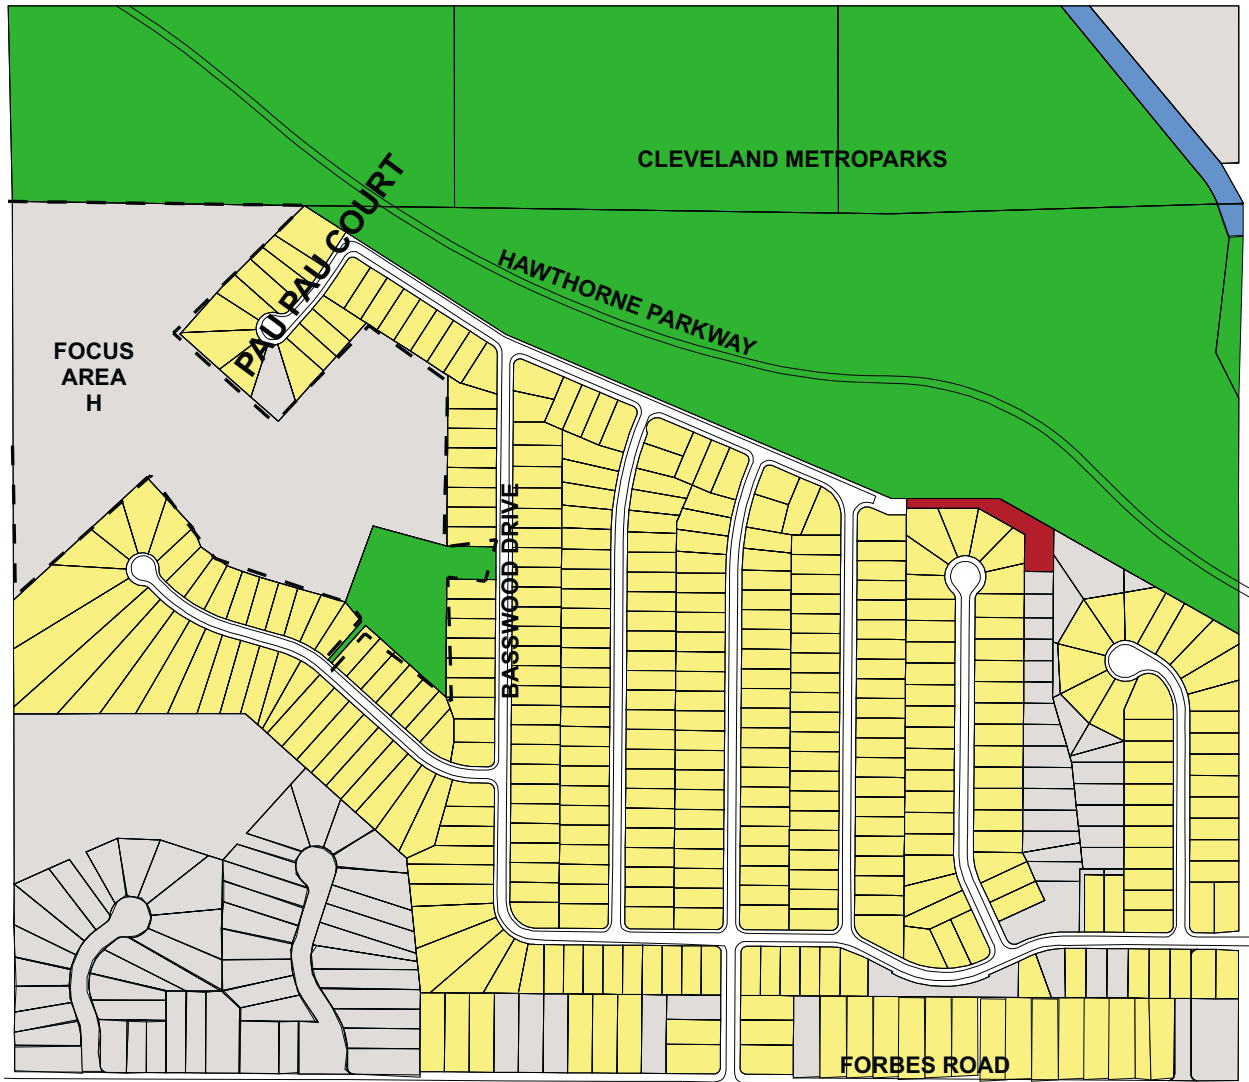 CLEVELAND METROPARKS
PAU PAU COURT
HAWTHORNE PARKWAY
FOCUS
AREA
H
BASSWOOD DRIVE
FORBES ROAD